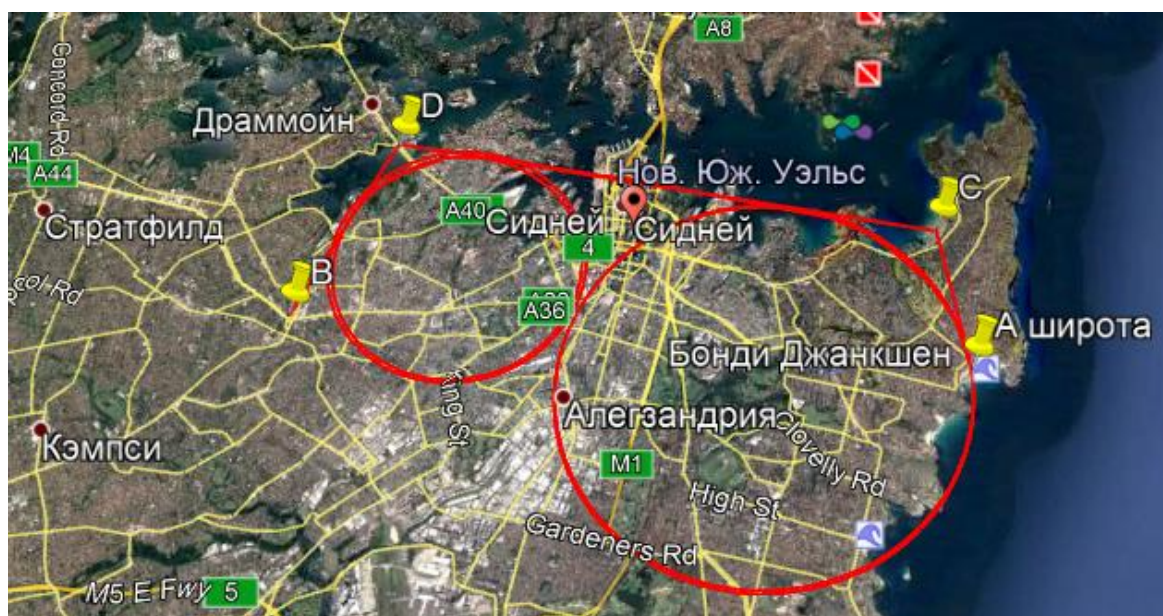 A8
Concord Rd
D
Драммойн
M4
A44
Нов. Юж. Уэльс
C
Стратфилд
A40
Сидней
Сидней
4
B
A36
А широта
Бонди Джанкшен
King St
Алегзандрия
Кэмпси
Clovelly Rd
M1
High St
Gardeners Rd
M5 E Fwy
5